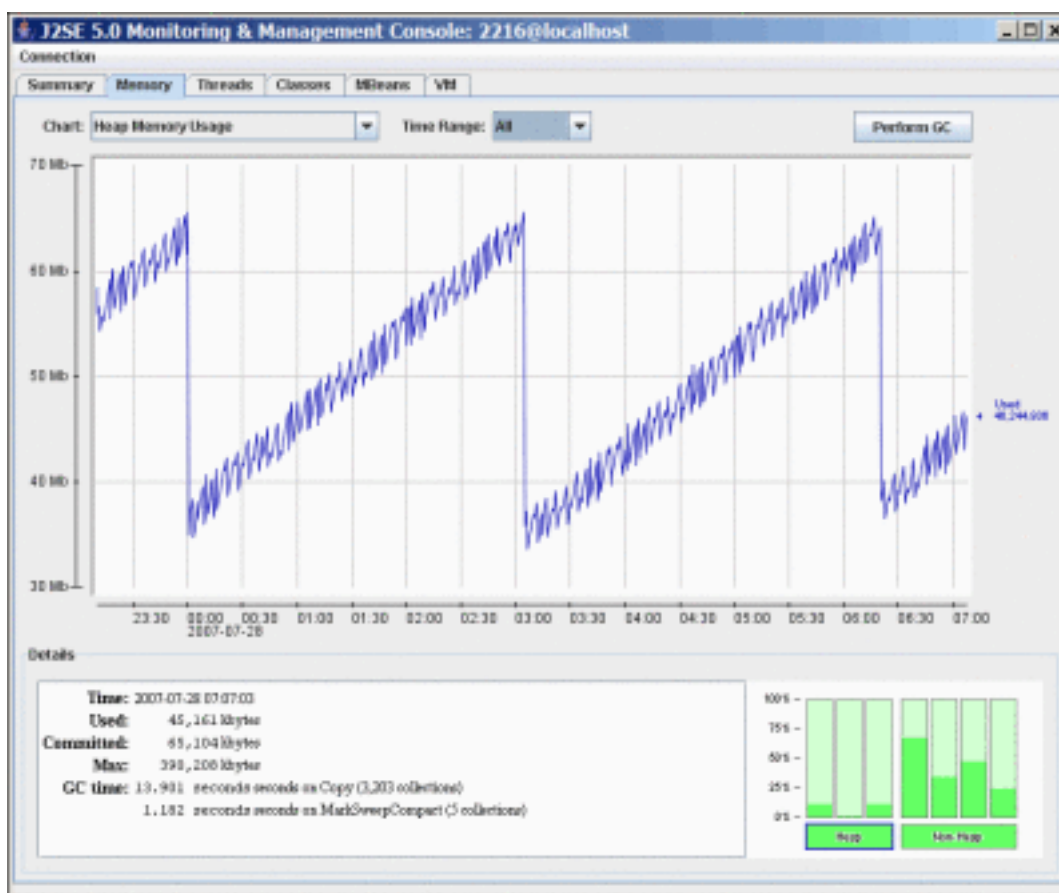 J2SE 5.0 Monitoring & Management Console: 2216@localhost
Connection
Summary Memory Threads Classes MBeans VM
Chart: Heap Memory Usage Time Range: All Perform GC
70 Mb
60 Mb
50 Mb
40 Mb
30 Mb
Used
23:30 00:00 00:30 01:00 01:30 02:00 02:30 03:00 03:30 04:00 04:30 05:00 05:30 06:00 06:30 07:00
2007-07-28
Details
Time: 2007-07-28 07:07:03
Used: 45,161 kbytes
Committed: 65,104 kbytes
Max: 390,208 kbytes
GC time: 13.901 seconds seconds on Copy (3,203 collections)
1.182 seconds seconds on MarkSweepCompact (5 collections)
100%
75%
50%
25%
0%
Heap Non-Heap